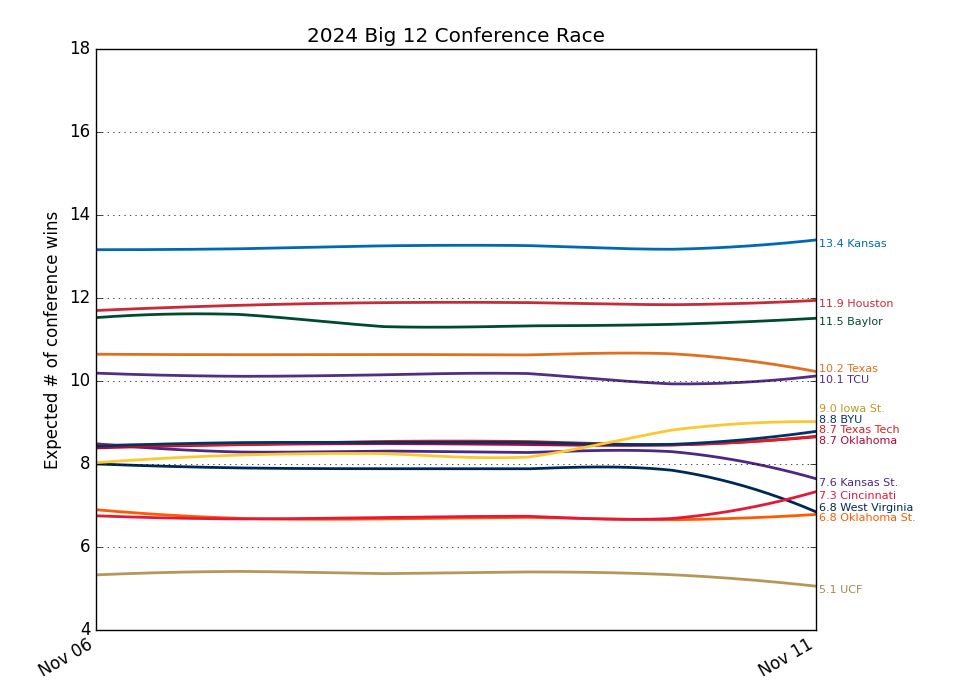 2024 Big 12 Conference Race
Expected # of conference wins
18
16
14
12
10
8
6
4
13.4 Kansas
11.9 Houston
11.5 Baylor
10.2 Texas
10.1 TCU
9.0 Iowa St.
8.8 BYU
8.7 Texas Tech
8.7 Oklahoma
7.6 Kansas St.
7.3 Cincinnati
6.8 West Virginia
6.8 Oklahoma St.
5.1 UCF
Nov 06
Nov 11